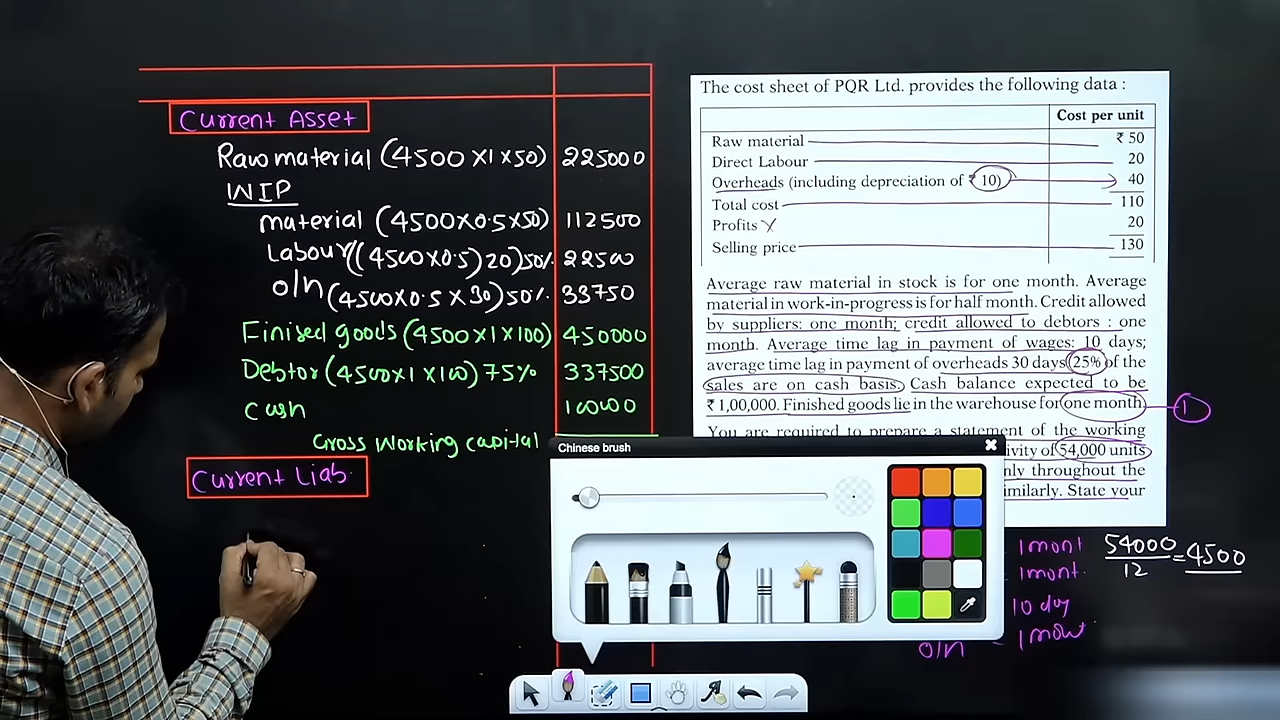 Current Asset
Raw material (4500 X1 X50) 225000
WIP
material (4500X0.5X50) 112500
Labour((4500X0.5)20)50%. 22500
o/h (4500X0.5 X 30)50%. 33750
Finised goods (4500 X1 X100) 450000
Debtor (4500X1 X100) 75% 337500
Cash 10000
Gross Working Capital
Current Liab.
The cost sheet of PQR Ltd. provides the following data :
Cost per unit
Raw material ₹ 50
Direct Labour 20
Overheads (including depreciation of ₹ 10) 40
Total cost 110
Profits X 20
Selling price 130
Average raw material in stock is for one month. Average
material in work-in-progress is for half month. Credit allowed
by suppliers: one month; credit allowed to debtors : one
month. Average time lag in payment of wages: 10 days;
average time lag in payment of overheads 30 days 25% of the
sales are on cash basis. Cash balance expected to be
₹ 1,00,000. Finished goods lie in the warehouse for one month. 1
You are required to prepare a statement of the working
ivity of 54,000 units
nly throughout the
imilarly. State your
Chinese brush
1 mont 54000/12 = 4500
1 mont.
10 day
o/h - 1 mont